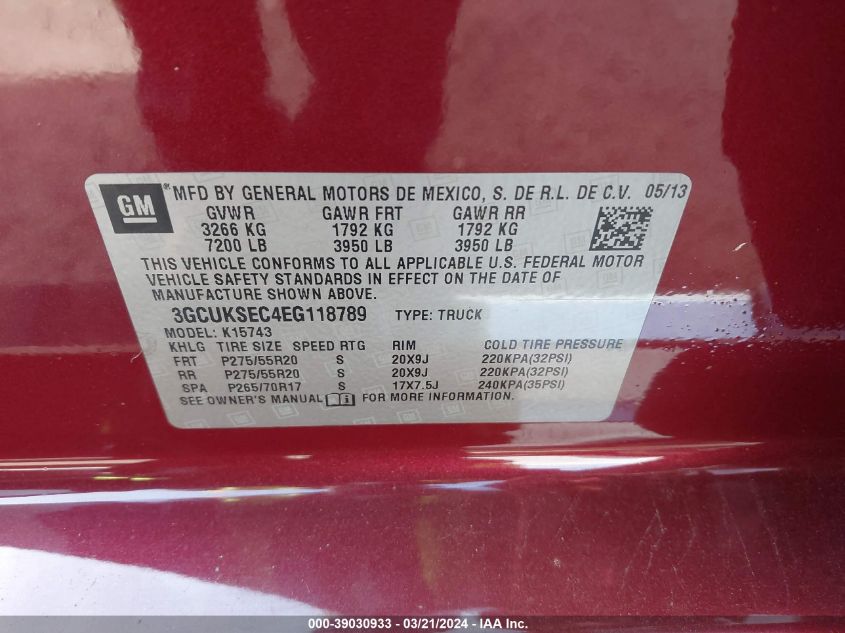 GM ® MFD BY GENERAL MOTORS DE MEXICO, S. DE R.L. DE C.V. 05/13
GVWR GAWR FRT GAWR RR
3266 KG 1792 KG 1792 KG
7200 LB 3950 LB 3950 LB
THIS VEHICLE CONFORMS TO ALL APPLICABLE U.S. FEDERAL MOTOR
VEHICLE SAFETY STANDARDS IN EFFECT ON THE DATE OF
MANUFACTURE SHOWN ABOVE.
3GCUKSEC4EG118789 TYPE: TRUCK
MODEL: K15743
KHLG TIRE SIZE SPEED RTG RIM COLD TIRE PRESSURE
FRT P275/55R20 S 20X9J 220KPA(32PSI)
RR P275/55R20 S 20X9J 220KPA(32PSI)
SPA P265/70R17 S 17X7.5J 240KPA(35PSI)
SEE OWNER'S MANUAL i FOR MORE INFORMATION.
000-39030933 - 03/21/2024 - IAA Inc.